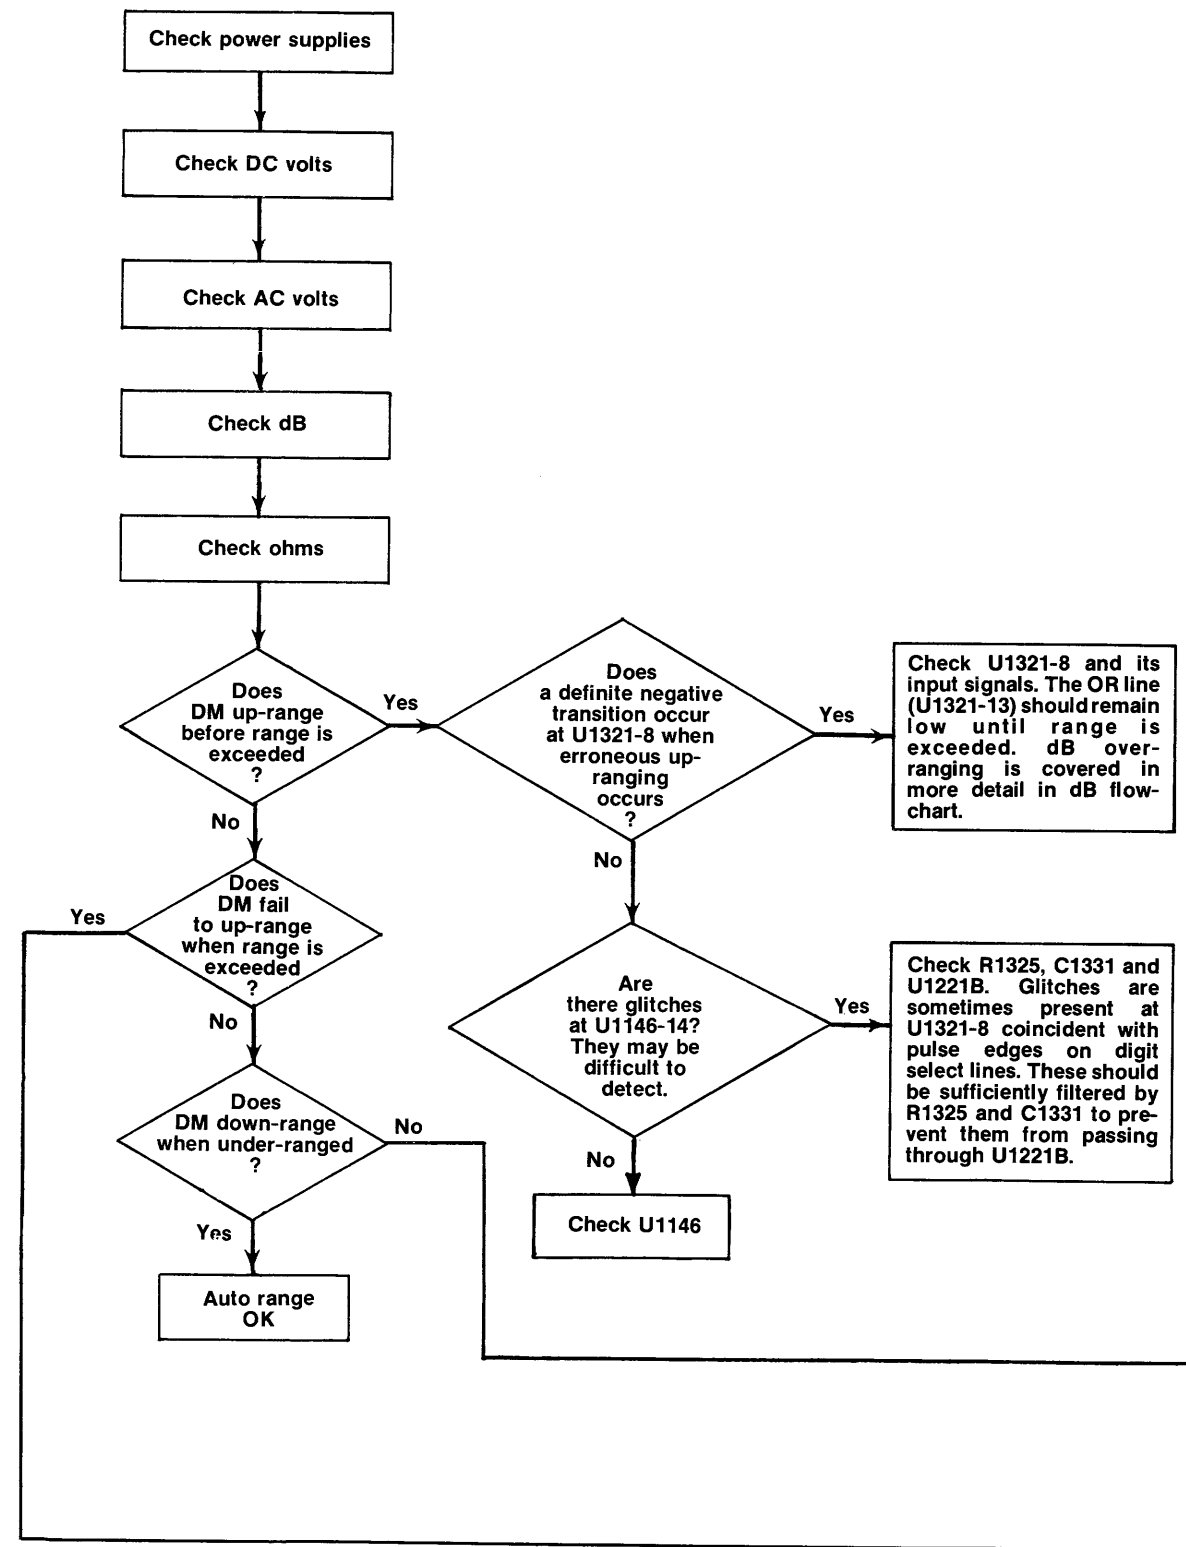 Check power supplies
Check DC volts
Check AC volts
Check dB
Check ohms
Does
DM up-range
before range is
exceeded
?
Yes
No
Does
a definite negative
transition occur
at U1321-8 when
erroneous up-
ranging
occurs
?
Yes
No
Check U1321-8 and its
input signals. The OR line
(U1321-13) should remain
low until range is
exceeded. dB over-
ranging is covered in
more detail in dB flow-
chart.
Does
DM fail
to up-range
when range is
exceeded
?
Yes
No
Are
there glitches
at U1146-14?
They may be
difficult to
detect.
Yes
No
Check R1325, C1331 and
U1221B. Glitches are
sometimes present at
U1321-8 coincident with
pulse edges on digit
select lines. These should
be sufficiently filtered by
R1325 and C1331 to pre-
vent them from passing
through U1221B.
Does
DM down-range
when under-ranged
?
No
Yes
Check U1146
Auto range
OK